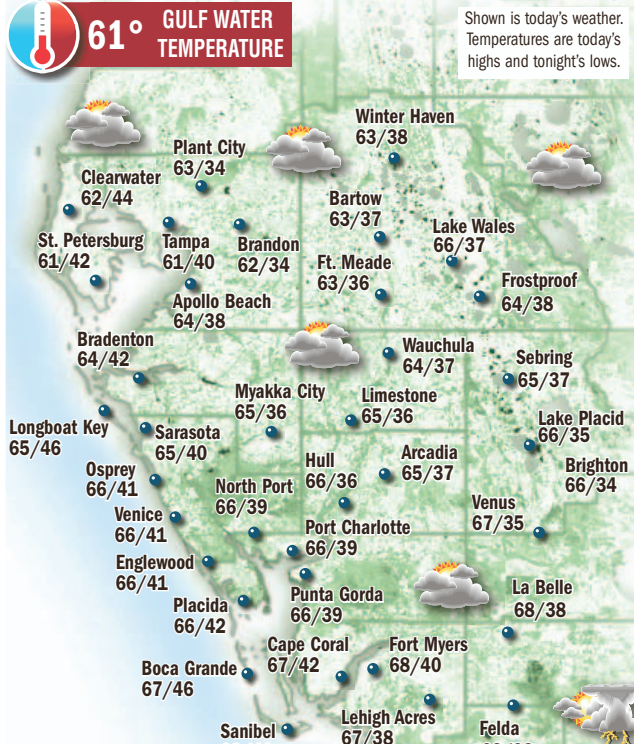 61° GULF WATER
TEMPERATURE
Shown is today's weather.
Temperatures are today's
highs and tonight's lows.
Winter Haven
63/38
Plant City
63/34
Clearwater
62/44
Bartow
63/37
Lake Wales
66/37
St. Petersburg
61/42
Tampa
61/40
Brandon
62/34
Ft. Meade
63/36
Frostproof
64/38
Apollo Beach
64/38
Bradenton
64/42
Wauchula
64/37
Sebring
65/37
Myakka City
65/36
Limestone
65/36
Longboat Key
65/46
Sarasota
65/40
Lake Placid
66/35
Osprey
66/41
Hull
66/36
Arcadia
65/37
Brighton
66/34
North Port
66/39
Venus
67/35
Venice
66/41
Port Charlotte
66/39
Englewood
66/41
Punta Gorda
66/39
La Belle
68/38
Placida
66/42
Cape Coral
67/42
Fort Myers
68/40
Boca Grande
67/46
Lehigh Acres
67/38
Sanibel
Felda